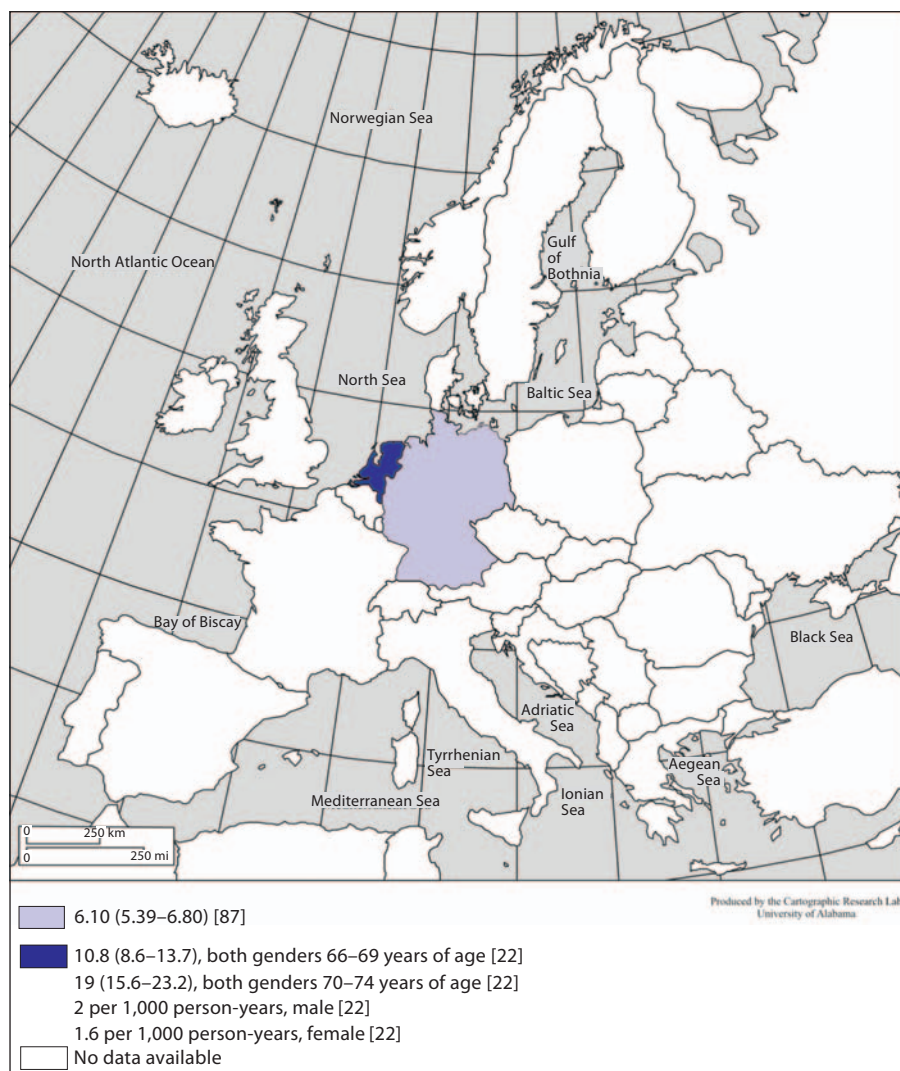 Norwegian Sea
North Atlantic Ocean
Gulf
of
Bothnia
North Sea
Baltic Sea
Bay of Biscay
Black Sea
Adriatic
Sea
Tyrrhenian
Sea
Aegean
Sea
Mediterranean Sea
Ionian
Sea
0 250 km
0 250 mi
Produced by the Cartographic Research Lab
University of Alabama
6.10 (5.39–6.80) [87]
10.8 (8.6–13.7), both genders 66–69 years of age [22]
19 (15.6–23.2), both genders 70–74 years of age [22]
2 per 1,000 person-years, male [22]
1.6 per 1,000 person-years, female [22]
No data available